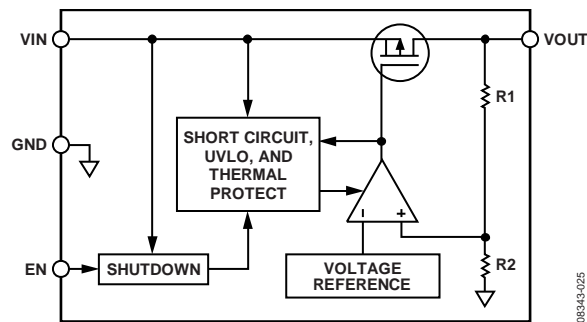 VIN
VOUT
R1
GND
SHORT CIRCUIT,
UVLO, AND
THERMAL
PROTECT
– +
EN
SHUTDOWN
VOLTAGE
REFERENCE
R2
08343-025